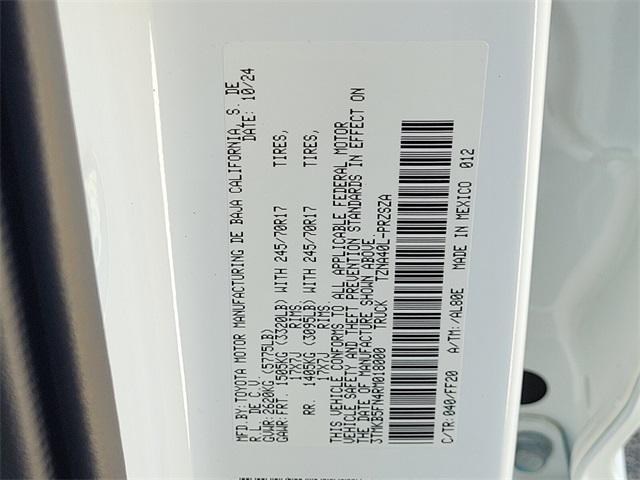 MFD.BY:TOYOTA MOTOR MANUFACTURING DE BAJA CALIFORNIA, S. DE
R.L. DE C.V. DATE: 10/24
GVWR:2620KG (5775LB)
GAWR:FRT. 1505KG (3320LB) WITH 245/70R17 TIRES,
17X7J RIMS,
RR. 1405KG (3095LB) WITH 245/70R17 TIRES,
17X7J RIMS
THIS VEHICLE CONFORMS TO ALL APPLICABLE FEDERAL MOTOR
VEHICLE SAFETY AND THEFT PREVENTION STANDARDS IN EFFECT ON
THE DATE OF MANUFACTURE SHOWN ABOVE.
3TMKB5FN4RM018000 TRUCK TZNA40L-PRZSZA
C/TR:040/FF20 A/TM:/AL80E MADE IN MEXICO 012